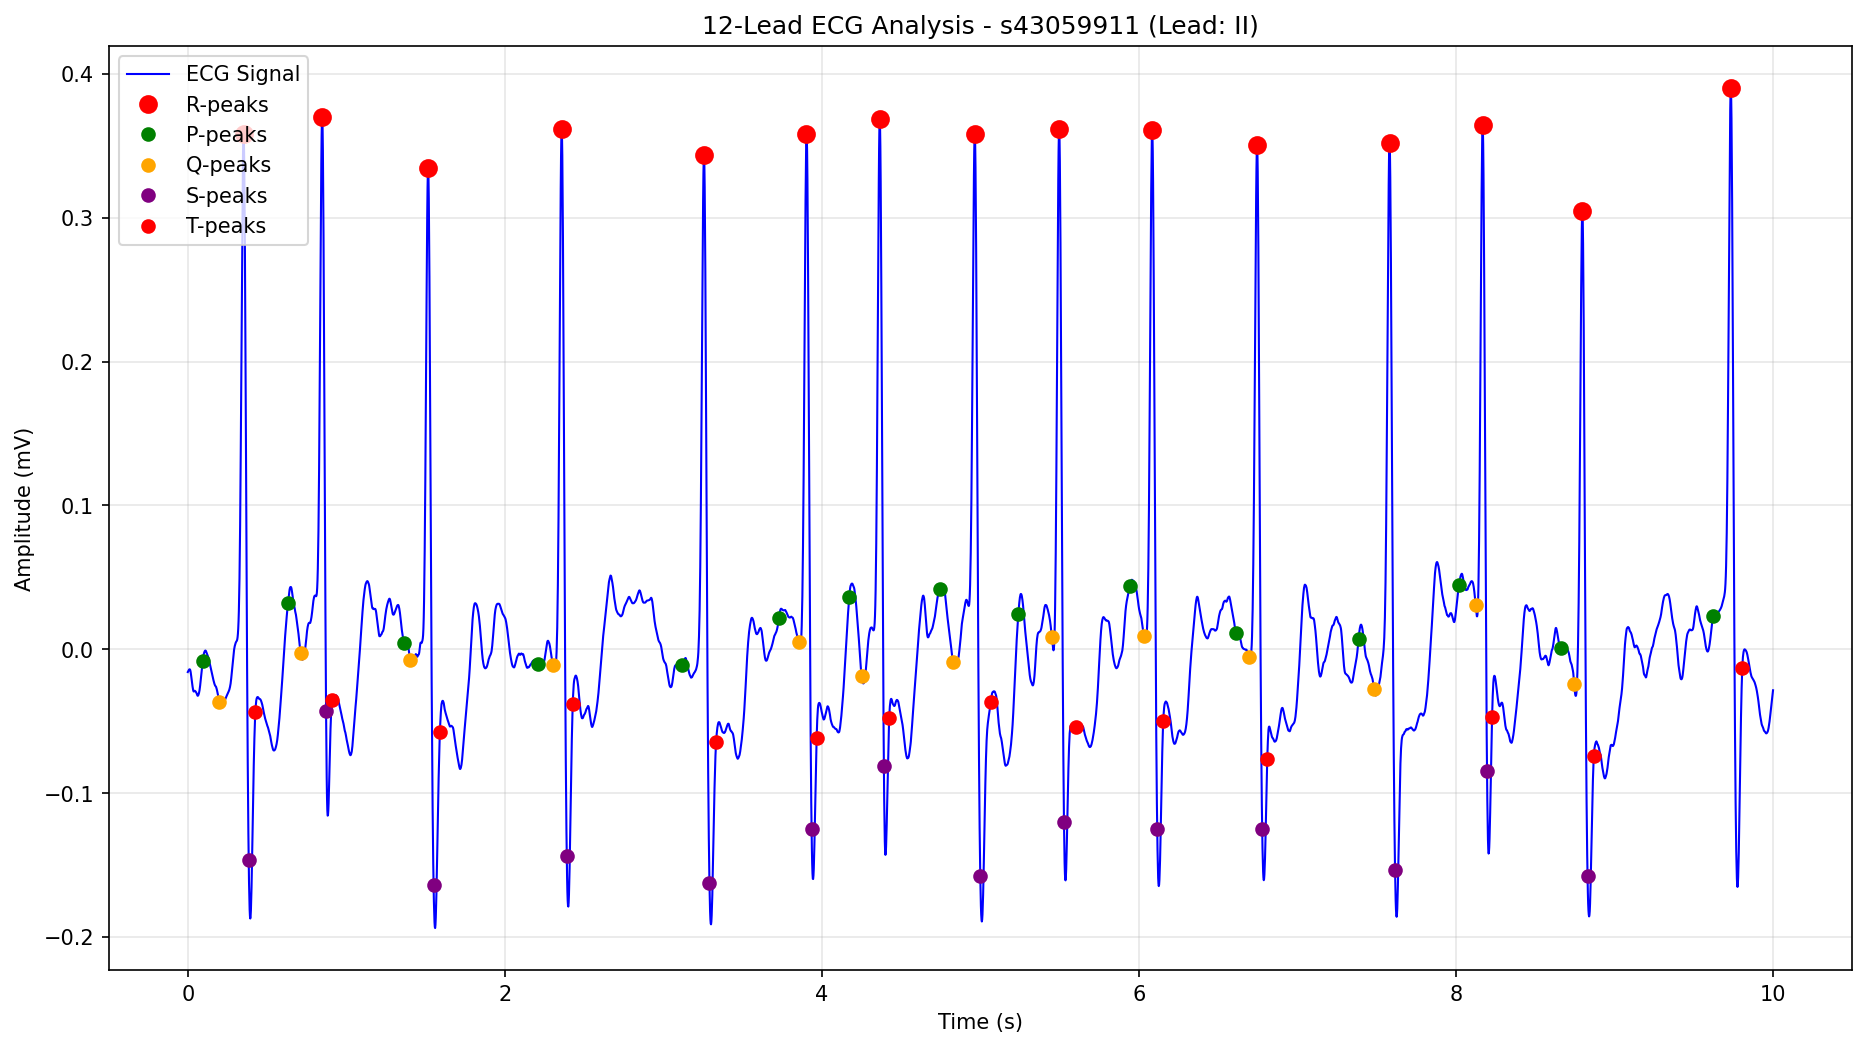 12-Lead ECG Analysis - s43059911 (Lead: II)
ECG Signal
R-peaks
P-peaks
Q-peaks
S-peaks
T-peaks
0.4
0.3
0.2
0.1
0.0
−0.1
−0.2
Amplitude (mV)
0 2 4 6 8 10
Time (s)